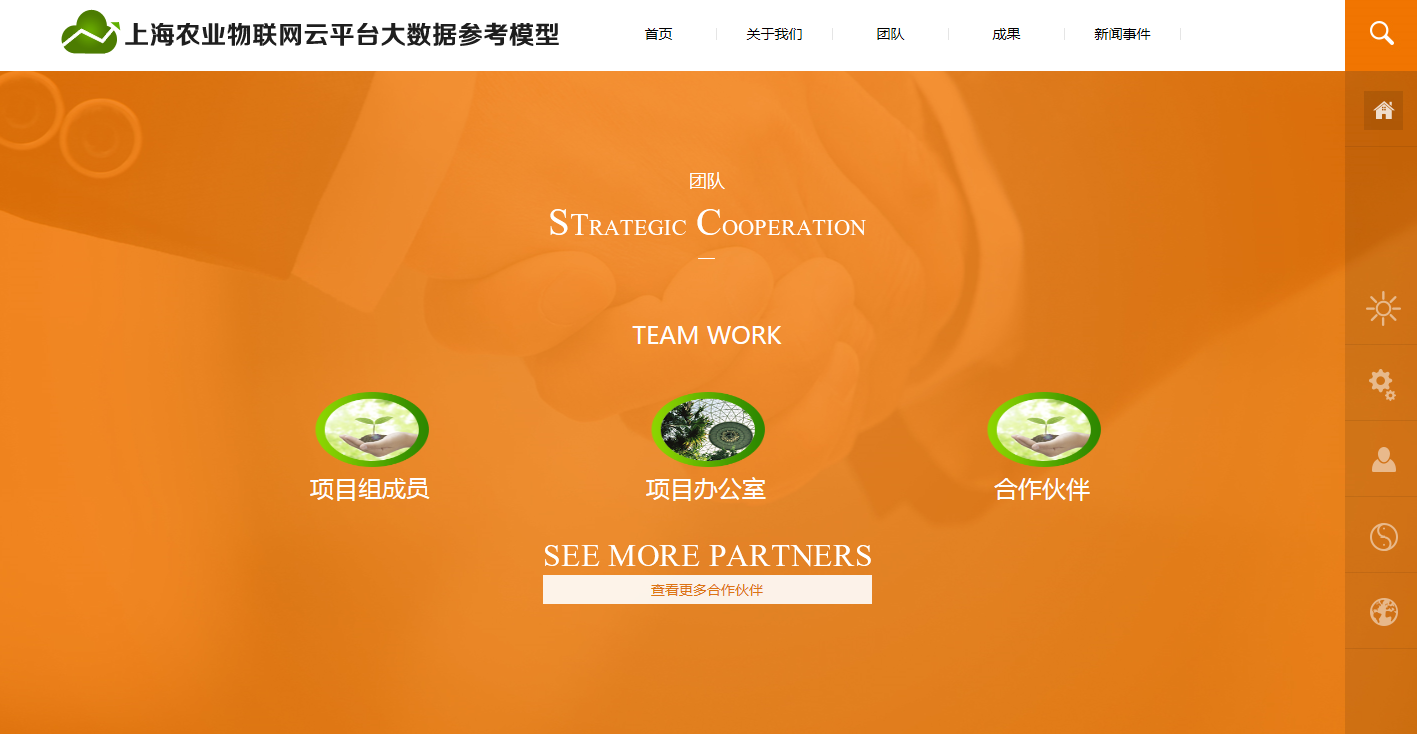 上海农业物联网云平台大数据参考模型
首页 关于我们 团队 成果 新闻事件
团队
STRATEGIC COOPERATION
TEAM WORK
项目组成员 项目办公室 合作伙伴
SEE MORE PARTNERS
查看更多合作伙伴